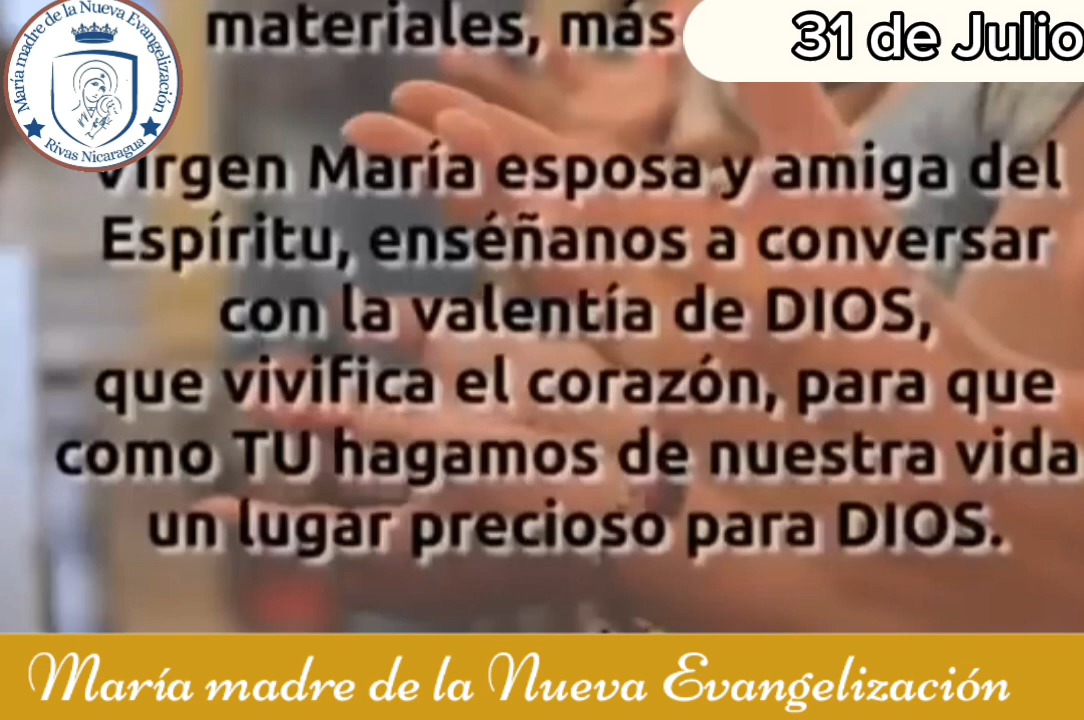 María madre de la Nueva Evangelización
Rivas Nicaragua
materiales, más
31 de Julio
Virgen María esposa y amiga del
Espíritu, enséñanos a conversar
con la valentía de DIOS,
que vivifica el corazón, para que
como TU hagamos de nuestra vida
un lugar precioso para DIOS.
María madre de la Nueva Evangelización